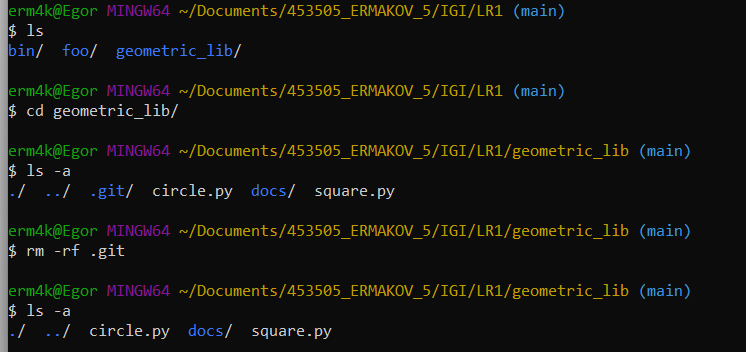 erm4k@Egor MINGW64 ~/Documents/453505_ERMAKOV_5/IGI/LR1 (main)
$ ls
bin/  foo/  geometric_lib/
erm4k@Egor MINGW64 ~/Documents/453505_ERMAKOV_5/IGI/LR1 (main)
$ cd geometric_lib/
erm4k@Egor MINGW64 ~/Documents/453505_ERMAKOV_5/IGI/LR1/geometric_lib (main)
$ ls -a
./  ../  .git/  circle.py  docs/  square.py
erm4k@Egor MINGW64 ~/Documents/453505_ERMAKOV_5/IGI/LR1/geometric_lib (main)
$ rm -rf .git
erm4k@Egor MINGW64 ~/Documents/453505_ERMAKOV_5/IGI/LR1/geometric_lib (main)
$ ls -a
./  ../  circle.py  docs/  square.py